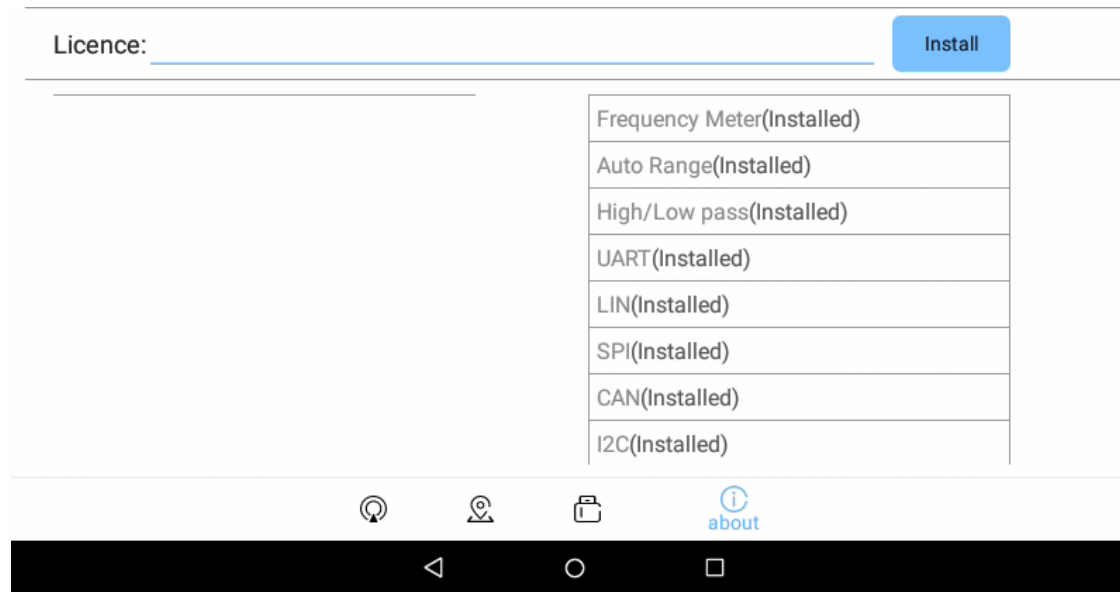 Licence:
Install
Frequency Meter(Installed)
Auto Range(Installed)
High/Low pass(Installed)
UART(Installed)
LIN(Installed)
SPI(Installed)
CAN(Installed)
I2C(Installed)
about